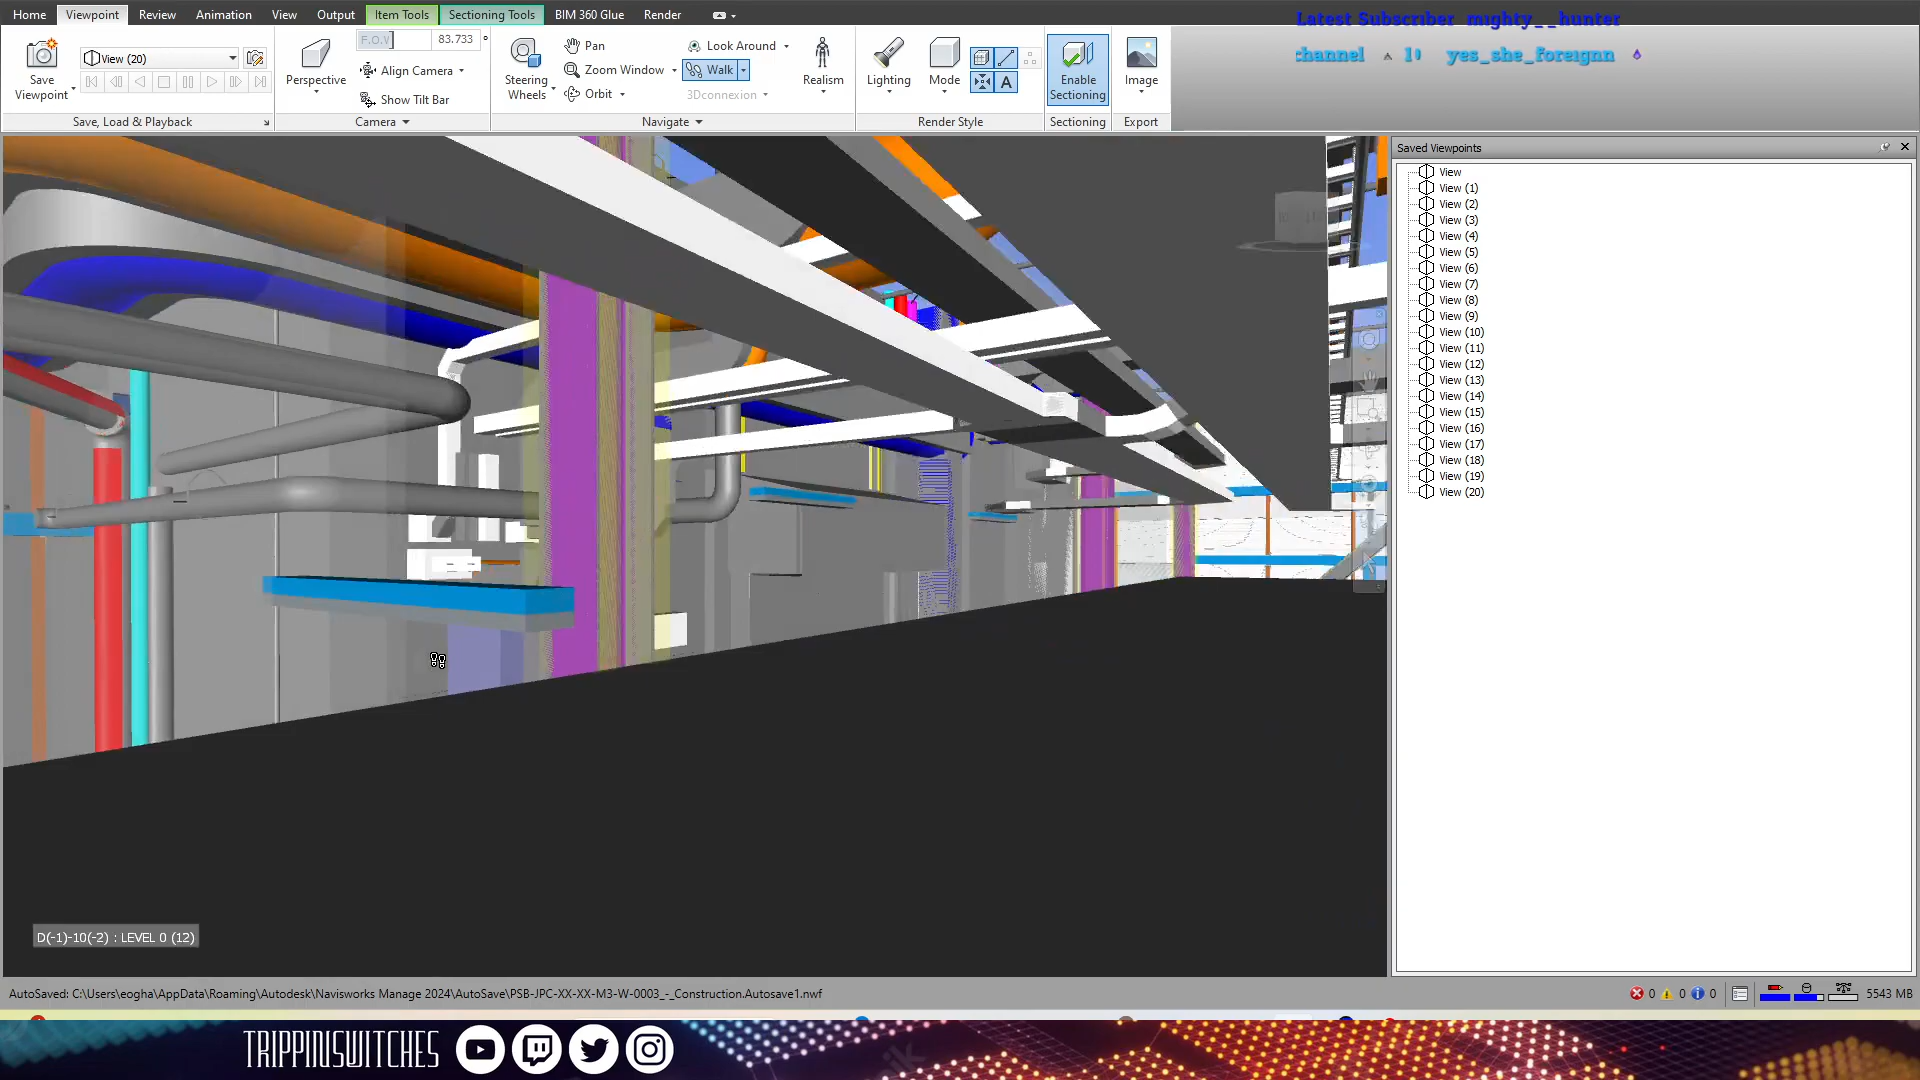 Home Viewpoint Review Animation View Output Item Tools Sectioning Tools BIM 360 Glue Render
Latest Subscriber mighty__hunter
channel 10 yes_she_foreignn
Save Viewpoint
View (20)
Save, Load & Playback
Perspective
F.O.V 83.733 °
Align Camera
Show Tilt Bar
Camera
Steering Wheels
Pan
Zoom Window
Orbit
Look Around
Walk
3Dconnexion
Realism
Navigate
Lighting
Mode
A
Render Style
Enable Sectioning
Sectioning
Image
Export
Saved Viewpoints
View
View (1)
View (2)
View (3)
View (4)
View (5)
View (6)
View (7)
View (8)
View (9)
View (10)
View (11)
View (12)
View (13)
View (14)
View (15)
View (16)
View (17)
View (18)
View (19)
View (20)
D(-1)-10(-2) : LEVEL 0 (12)
AutoSaved: C:\Users\eogha\AppData\Roaming\Autodesk\Navisworks Manage 2024\AutoSave\PSB-JPC-XX-XX-M3-W-0003_-_Construction.Autosave1.nwf
0 0 0 5543 MB
TRIPPINSWITCHES